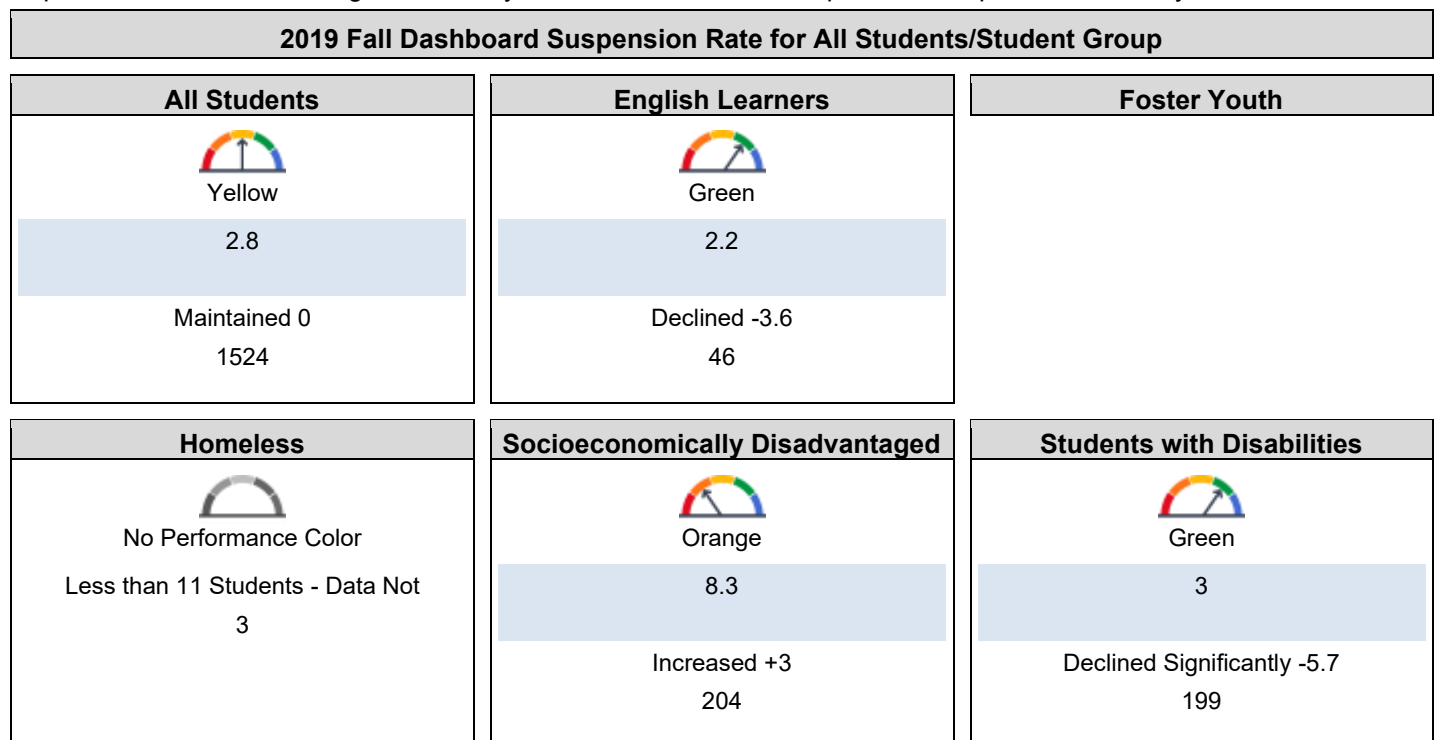 2019 Fall Dashboard Suspension Rate for All Students/Student Group
All Students
Yellow
2.8
Maintained 0
1524
English Learners
Green
2.2
Declined -3.6
46
Foster Youth
Homeless
No Performance Color
Less than 11 Students - Data Not
3
Socioeconomically Disadvantaged
Orange
8.3
Increased +3
204
Students with Disabilities
Green
3
Declined Significantly -5.7
199